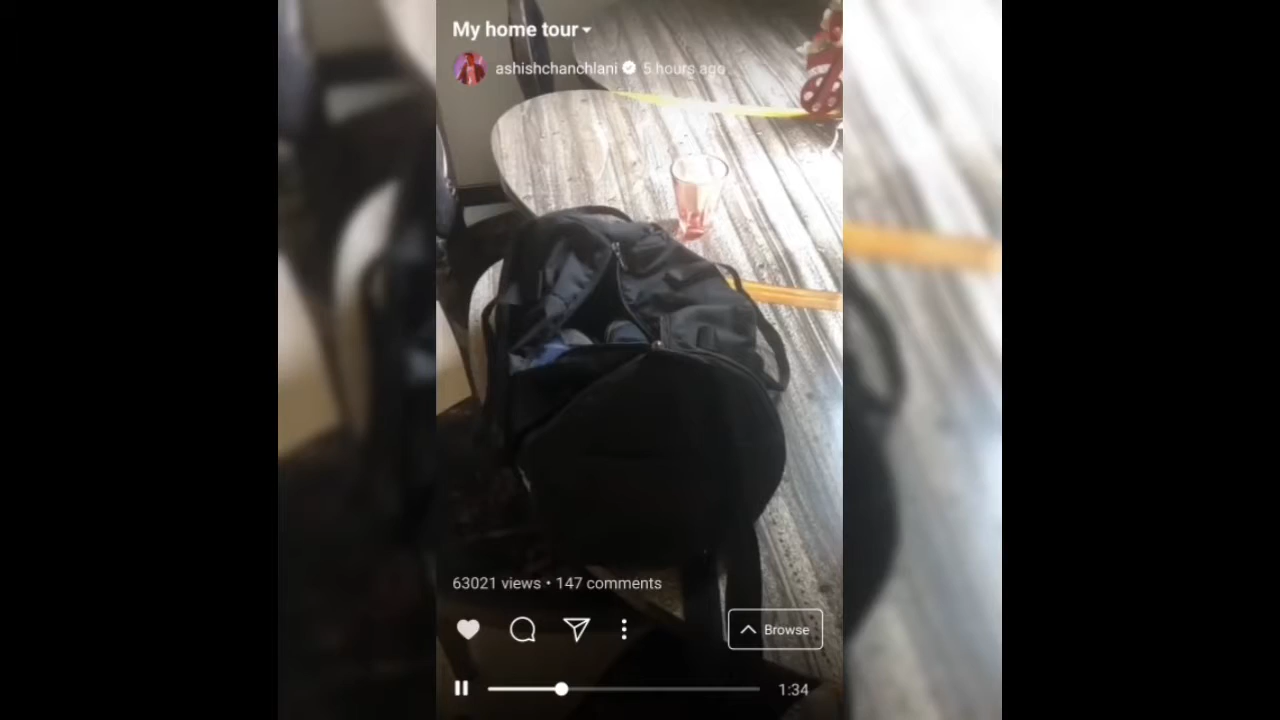 My home tour
ashishchanchlani 5 hours ago
63021 views • 147 comments
Browse
1:34